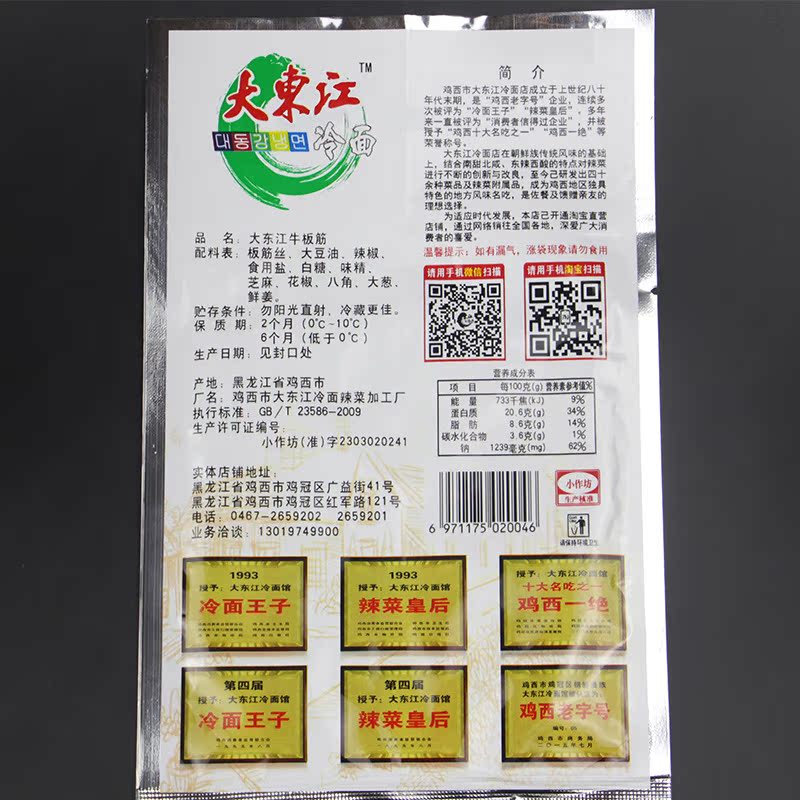 大東江™
대동강냉면
冷面
简 介
鸡西市大东江冷面店成立于上世纪八十
年代末期，是“鸡西老字号”企业，连续多
次被评为“冷面王子”“辣菜皇后”。多年
来一直被评为“消费者信得过企业”，并被
授予“鸡西十大名吃之一”“鸡西一绝”等
荣誉称号。
大东江冷面店在朝鲜族传统风味的基础
上，结合南甜北咸、东辣西酸的特点对辣菜
进行不断的创新与改良，至今己研发出四十
余种菜品及辣菜附属品，成为鸡西地区独具
特色的地方风味名吃，是佐餐及馈赠亲友的
理想选择。
为适应时代发展，本店己开通淘宝直营
店铺，通过网络销往全国各地，深爱广大消
费者的喜爱。
温馨提示：如有漏气，涨袋现象请勿食用
请用手机微信扫描
请用手机淘宝扫描
品 名：大东江牛板筋
配料表：板筋丝、大豆油、辣椒、
食用盐、白糖、味精、
芝麻、花椒、八角、大葱、
鲜姜。
贮存条件：勿阳光直射、冷藏更佳。
保 质 期：2个月（0℃-10℃）
6个月（低于0℃）
生产日期：见封口处
产地：黑龙江省鸡西市
厂名：鸡西市大东江冷面辣菜加工厂
执行标准：GB/T 23586-2009
生产许可证编号：
小作坊(准)字2303020241
营养成分表
项 目 每100克(g) 营养素参考值%
能 量 733千焦(kJ) 9%
蛋白质 20.6克(g) 34%
脂 肪 8.6克(g) 14%
碳水化合物 3.6克(g) 1%
钠 1239毫克(mg) 62%
实体店铺地址：
黑龙江省鸡西市鸡冠区广益街41号
黑龙江省鸡西市鸡冠区红军路121号
电话：0467-2659202 2659201
业务洽谈：13019749900
6 971175 020046
小作坊
生产核准
请保持环境卫生
1993
授予：大东江冷面馆
冷面王子
1993
授予：大东江冷面馆
辣菜皇后
授予：大东江冷面馆
十大名吃之一
鸡西一绝
第四届
授予：大东江冷面馆
冷面王子
第四届
授予：大东江冷面馆
辣菜皇后
鸡西老字号
鸡西市商务局
二〇一五年七月